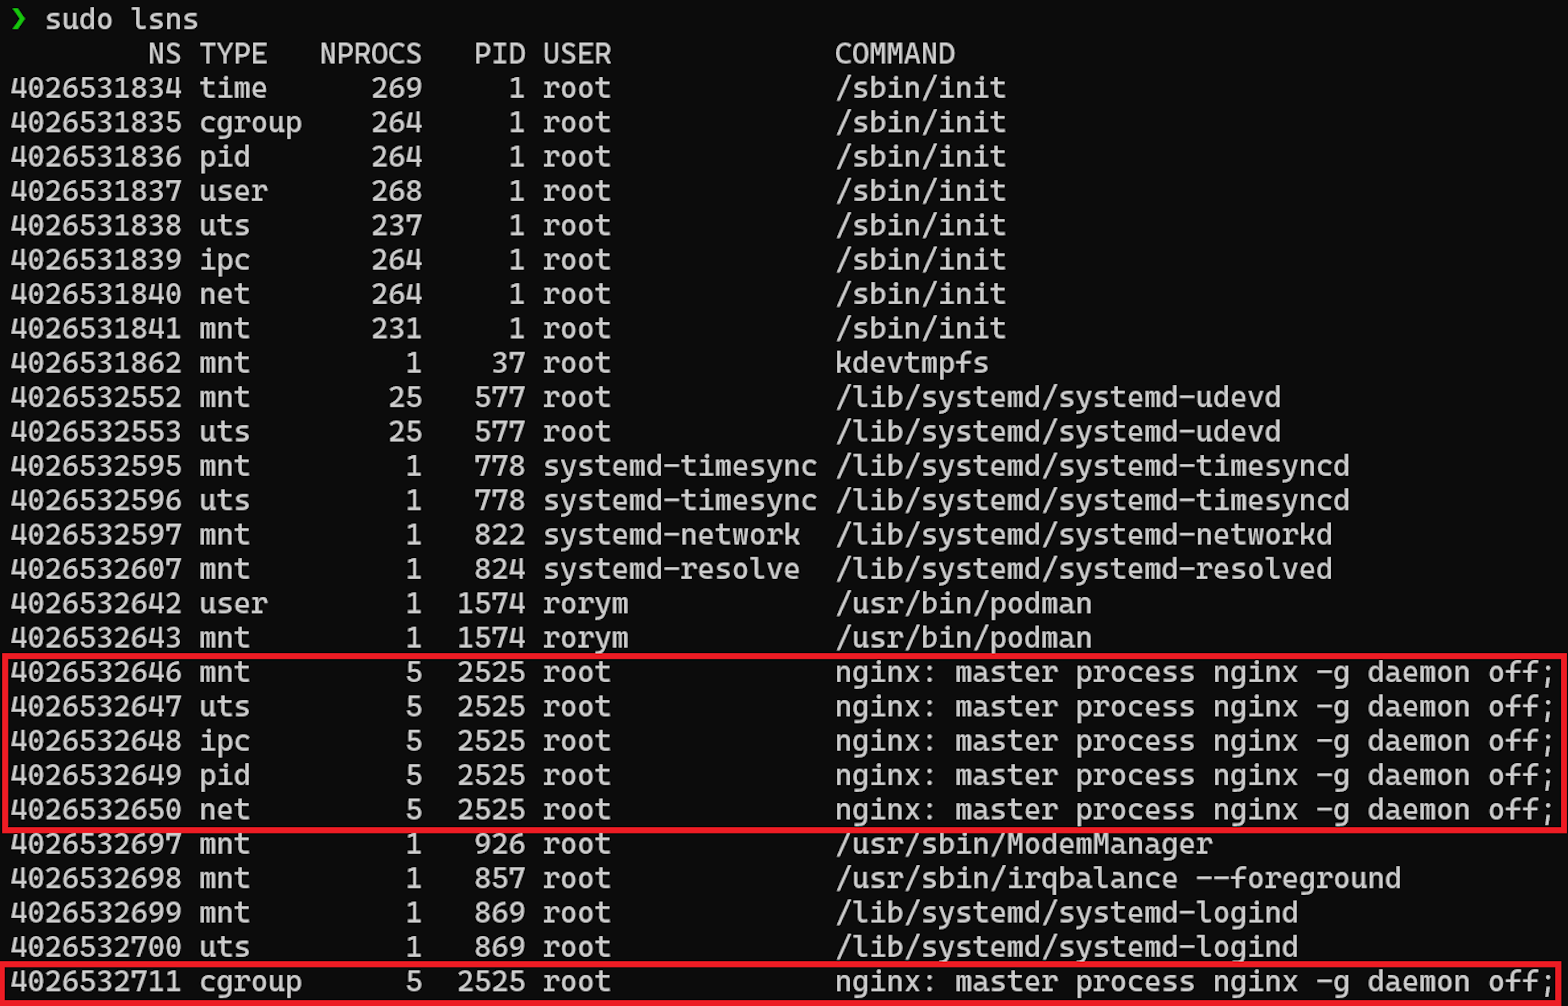 ❯ sudo lsns
        NS TYPE   NPROCS   PID USER             COMMAND
4026531834 time      269     1 root             /sbin/init
4026531835 cgroup    264     1 root             /sbin/init
4026531836 pid       264     1 root             /sbin/init
4026531837 user      268     1 root             /sbin/init
4026531838 uts       237     1 root             /sbin/init
4026531839 ipc       264     1 root             /sbin/init
4026531840 net       264     1 root             /sbin/init
4026531841 mnt       231     1 root             /sbin/init
4026531862 mnt         1    37 root             kdevtmpfs
4026532552 mnt        25   577 root             /lib/systemd/systemd-udevd
4026532553 uts        25   577 root             /lib/systemd/systemd-udevd
4026532595 mnt         1   778 systemd-timesync /lib/systemd/systemd-timesyncd
4026532596 uts         1   778 systemd-timesync /lib/systemd/systemd-timesyncd
4026532597 mnt         1   822 systemd-network  /lib/systemd/systemd-networkd
4026532607 mnt         1   824 systemd-resolve  /lib/systemd/systemd-resolved
4026532642 user        1  1574 rorym            /usr/bin/podman
4026532643 mnt         1  1574 rorym            /usr/bin/podman
4026532646 mnt         5  2525 root             nginx: master process nginx -g daemon off;
4026532647 uts         5  2525 root             nginx: master process nginx -g daemon off;
4026532648 ipc         5  2525 root             nginx: master process nginx -g daemon off;
4026532649 pid         5  2525 root             nginx: master process nginx -g daemon off;
4026532650 net         5  2525 root             nginx: master process nginx -g daemon off;
4026532697 mnt         1   926 root             /usr/sbin/ModemManager
4026532698 mnt         1   857 root             /usr/sbin/irqbalance --foreground
4026532699 mnt         1   869 root             /lib/systemd/systemd-logind
4026532700 uts         1   869 root             /lib/systemd/systemd-logind
4026532711 cgroup      5  2525 root             nginx: master process nginx -g daemon off;